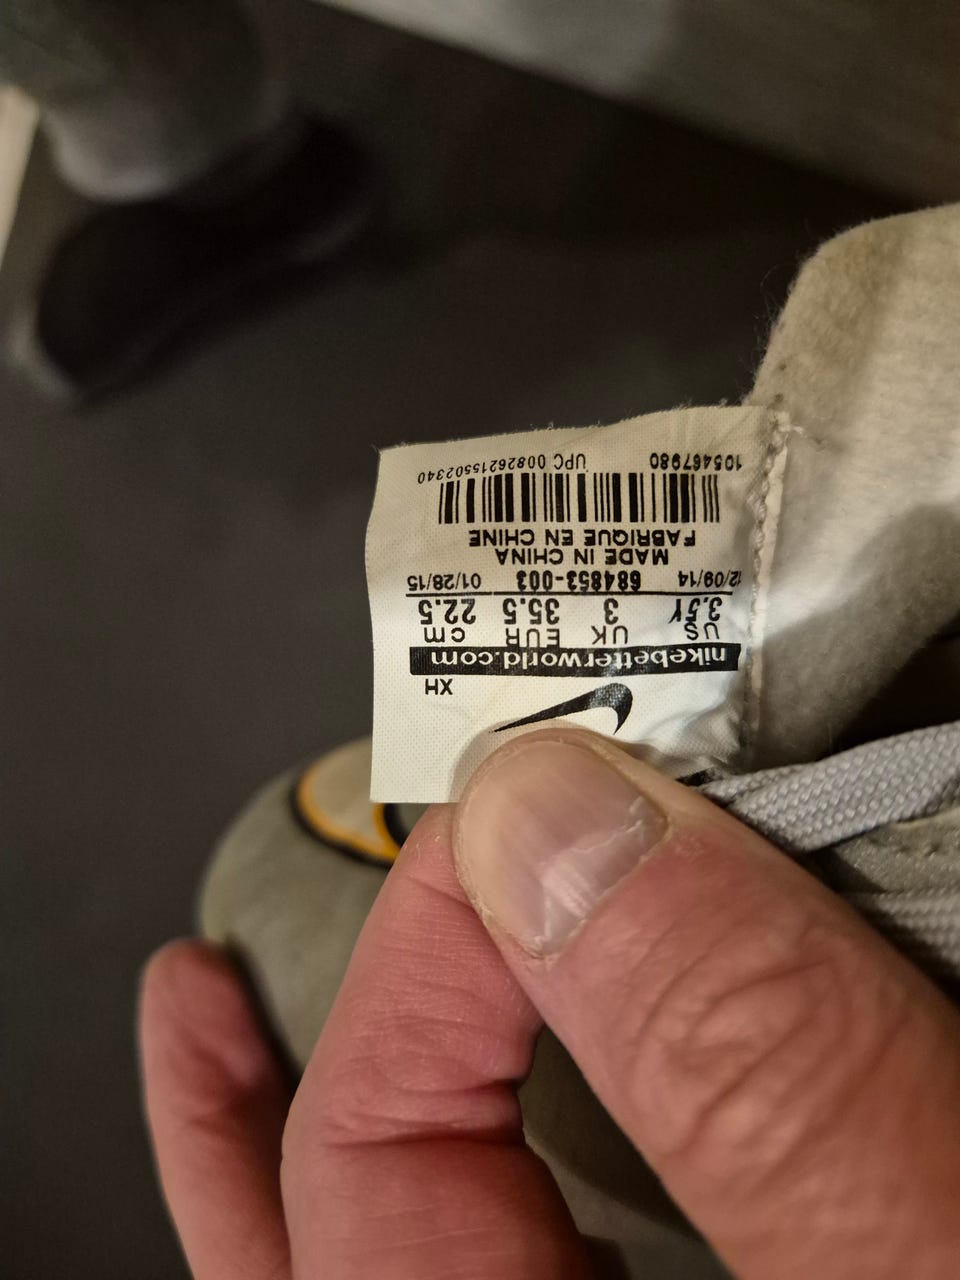 XH
nikebetterworld.com
US UK EUR cm
3.5Y 3 35.5 22.5
12/09/14 684853-003 01/28/15
MADE IN CHINA
FABRIQUE EN CHINE
105467980 UPC 00826215502340